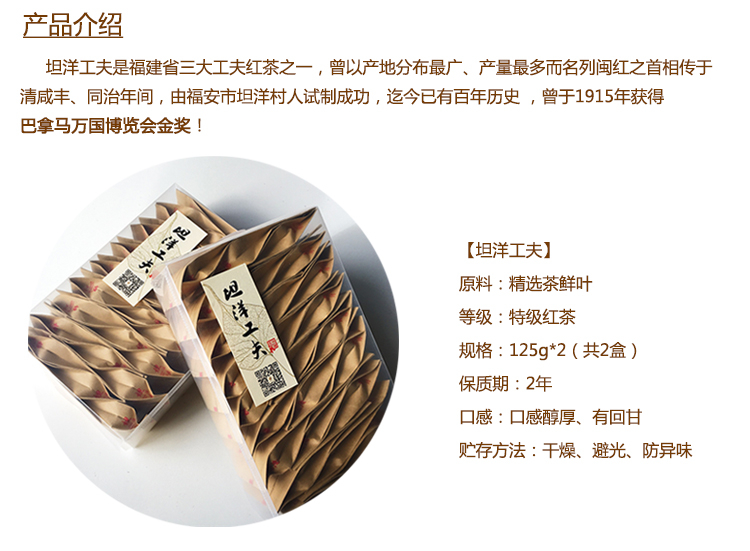 产品介绍
坦洋工夫是福建省三大工夫红茶之一，曾以产地分布最广、产量最多而名列闽红之首相传于
清咸丰、同治年间，由福安市坦洋村人试制成功，迄今已有百年历史 ，曾于1915年获得
巴拿马万国博览会金奖！
坦洋工夫
坦洋工夫
【坦洋工夫】
原料：精选茶鲜叶
等级：特级红茶
规格：125g*2（共2盒）
保质期：2年
口感：口感醇厚、有回甘
贮存方法：干燥、避光、防异味